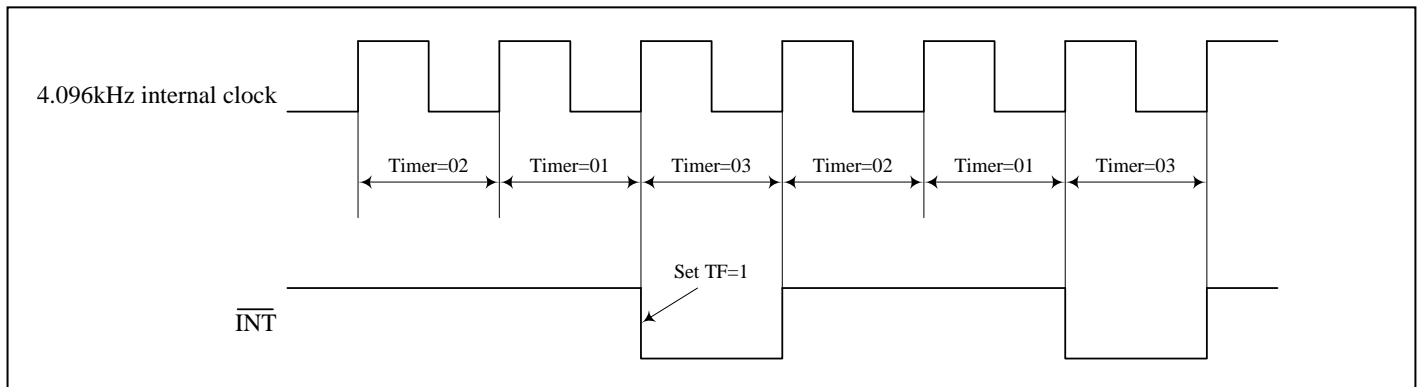 4.096kHz internal clock
Timer=02 Timer=01 Timer=03 Timer=02 Timer=01 Timer=03
Set TF=1
I̅N̅T̅